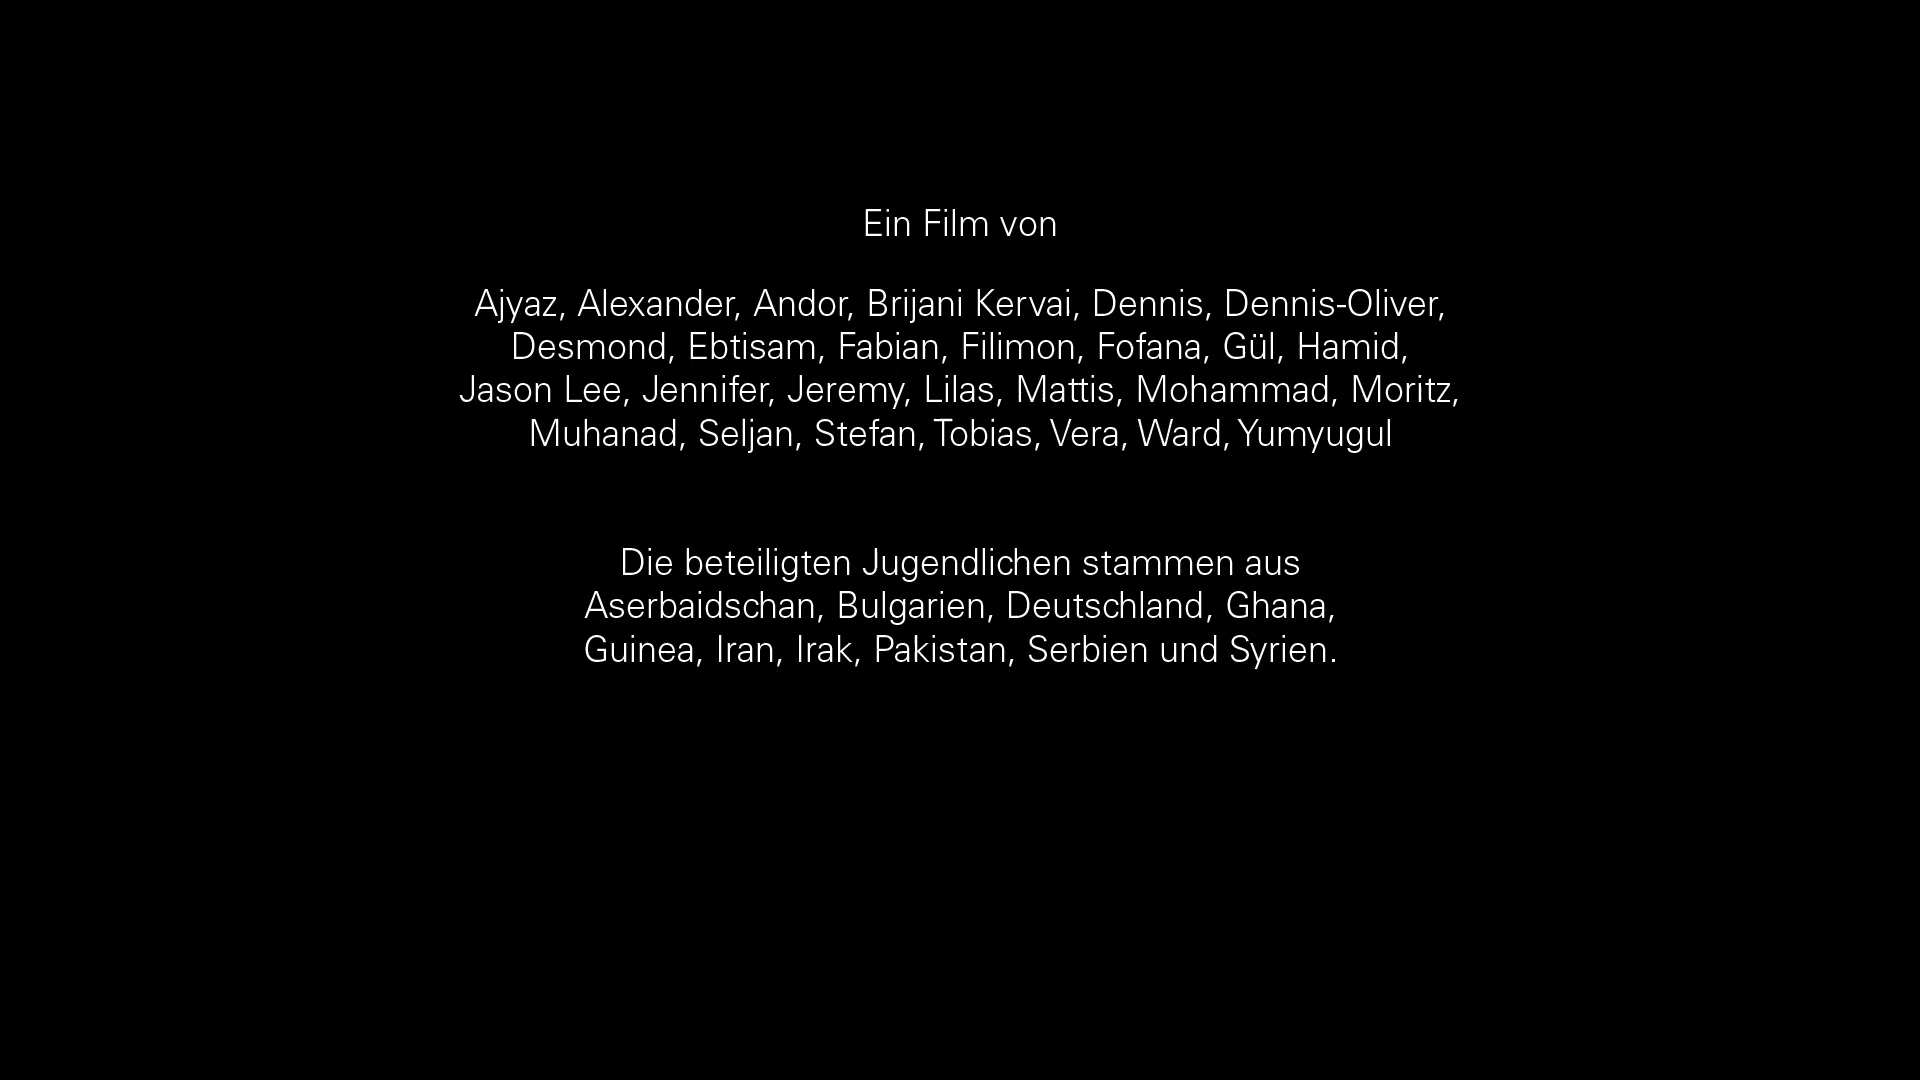 Ein Film von
Ajyaz, Alexander, Andor, Brijani Kervai, Dennis, Dennis-Oliver,
Desmond, Ebtisam, Fabian, Filimon, Fofana, Gül, Hamid,
Jason Lee, Jennifer, Jeremy, Lilas, Mattis, Mohammad, Moritz,
Muhanad, Seljan, Stefan, Tobias, Vera, Ward, Yumyugul
Die beteiligten Jugendlichen stammen aus
Aserbaidschan, Bulgarien, Deutschland, Ghana,
Guinea, Iran, Irak, Pakistan, Serbien und Syrien.